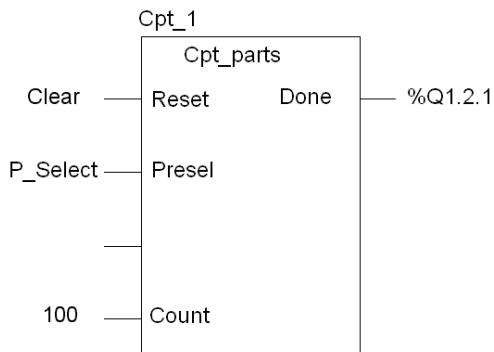 Cpt_1
Cpt_parts
Clear Reset Done %Q1.2.1
P_Select Presel
100 Count